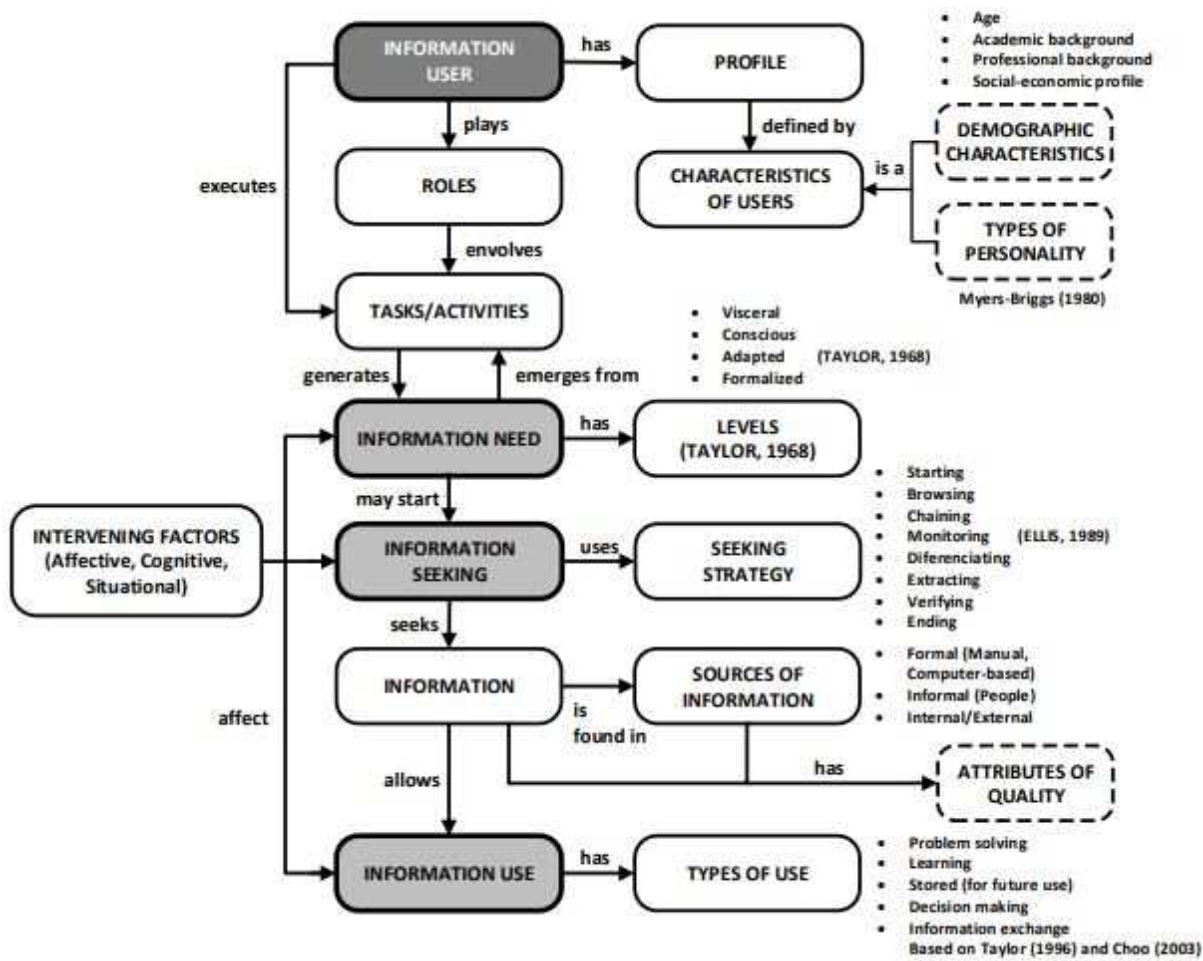 INFORMATION
USER
has
PROFILE
• Age
• Academic background
• Professional background
• Social-economic profile
plays
defined by
DEMOGRAPHIC
CHARACTERISTICS
executes
ROLES
CHARACTERISTICS
OF USERS
is a
TYPES OF
PERSONALITY
Myers-Briggs (1980)
envolves
TASKS/ACTIVITIES
• Visceral
• Conscious
• Adapted (TAYLOR, 1968)
• Formalized
generates
emerges from
INFORMATION NEED
has
LEVELS
(TAYLOR, 1968)
may start
INTERVENING FACTORS
(Affective, Cognitive,
Situational)
INFORMATION
SEEKING
uses
SEEKING
STRATEGY
• Starting
• Browsing
• Chaining
• Monitoring (ELLIS, 1989)
• Diferenciating
• Extracting
• Verifying
• Ending
seeks
INFORMATION
is
found in
SOURCES OF
INFORMATION
• Formal (Manual,
Computer-based)
• Informal (People)
• Internal/External
affect
allows
has
ATTRIBUTES OF
QUALITY
INFORMATION USE
has
TYPES OF USE
• Problem solving
• Learning
• Stored (for future use)
• Decision making
• Information exchange
Based on Taylor (1996) and Choo (2003)